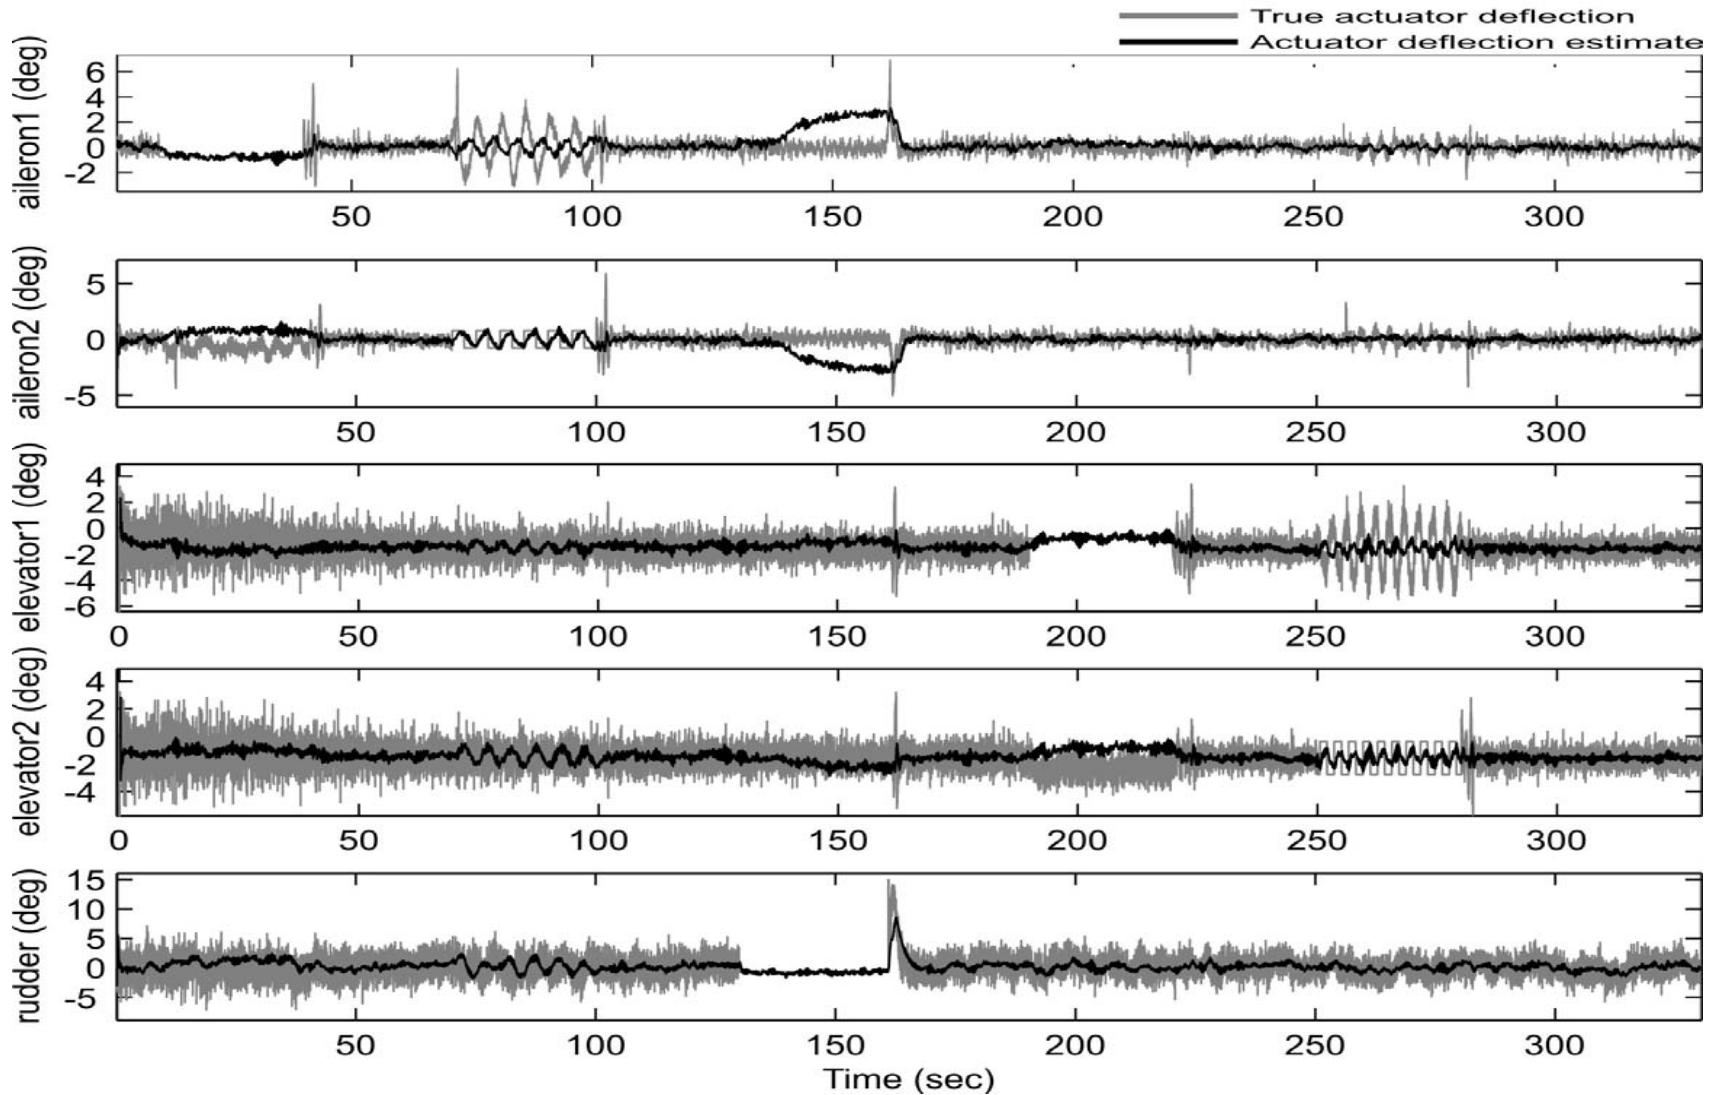 True actuator deflection
Actuator deflection estimate
aileron1 (deg)
6
4
2
0
-2
50 100 150 200 250 300
aileron2 (deg)
5
0
-5
50 100 150 200 250 300
elevator1 (deg)
4
2
0
-2
-4
-6
0 50 100 150 200 250 300
elevator2 (deg)
4
2
0
-2
-4
0 50 100 150 200 250 300
rudder (deg)
15
10
5
0
-5
50 100 150 200 250 300
Time (sec)